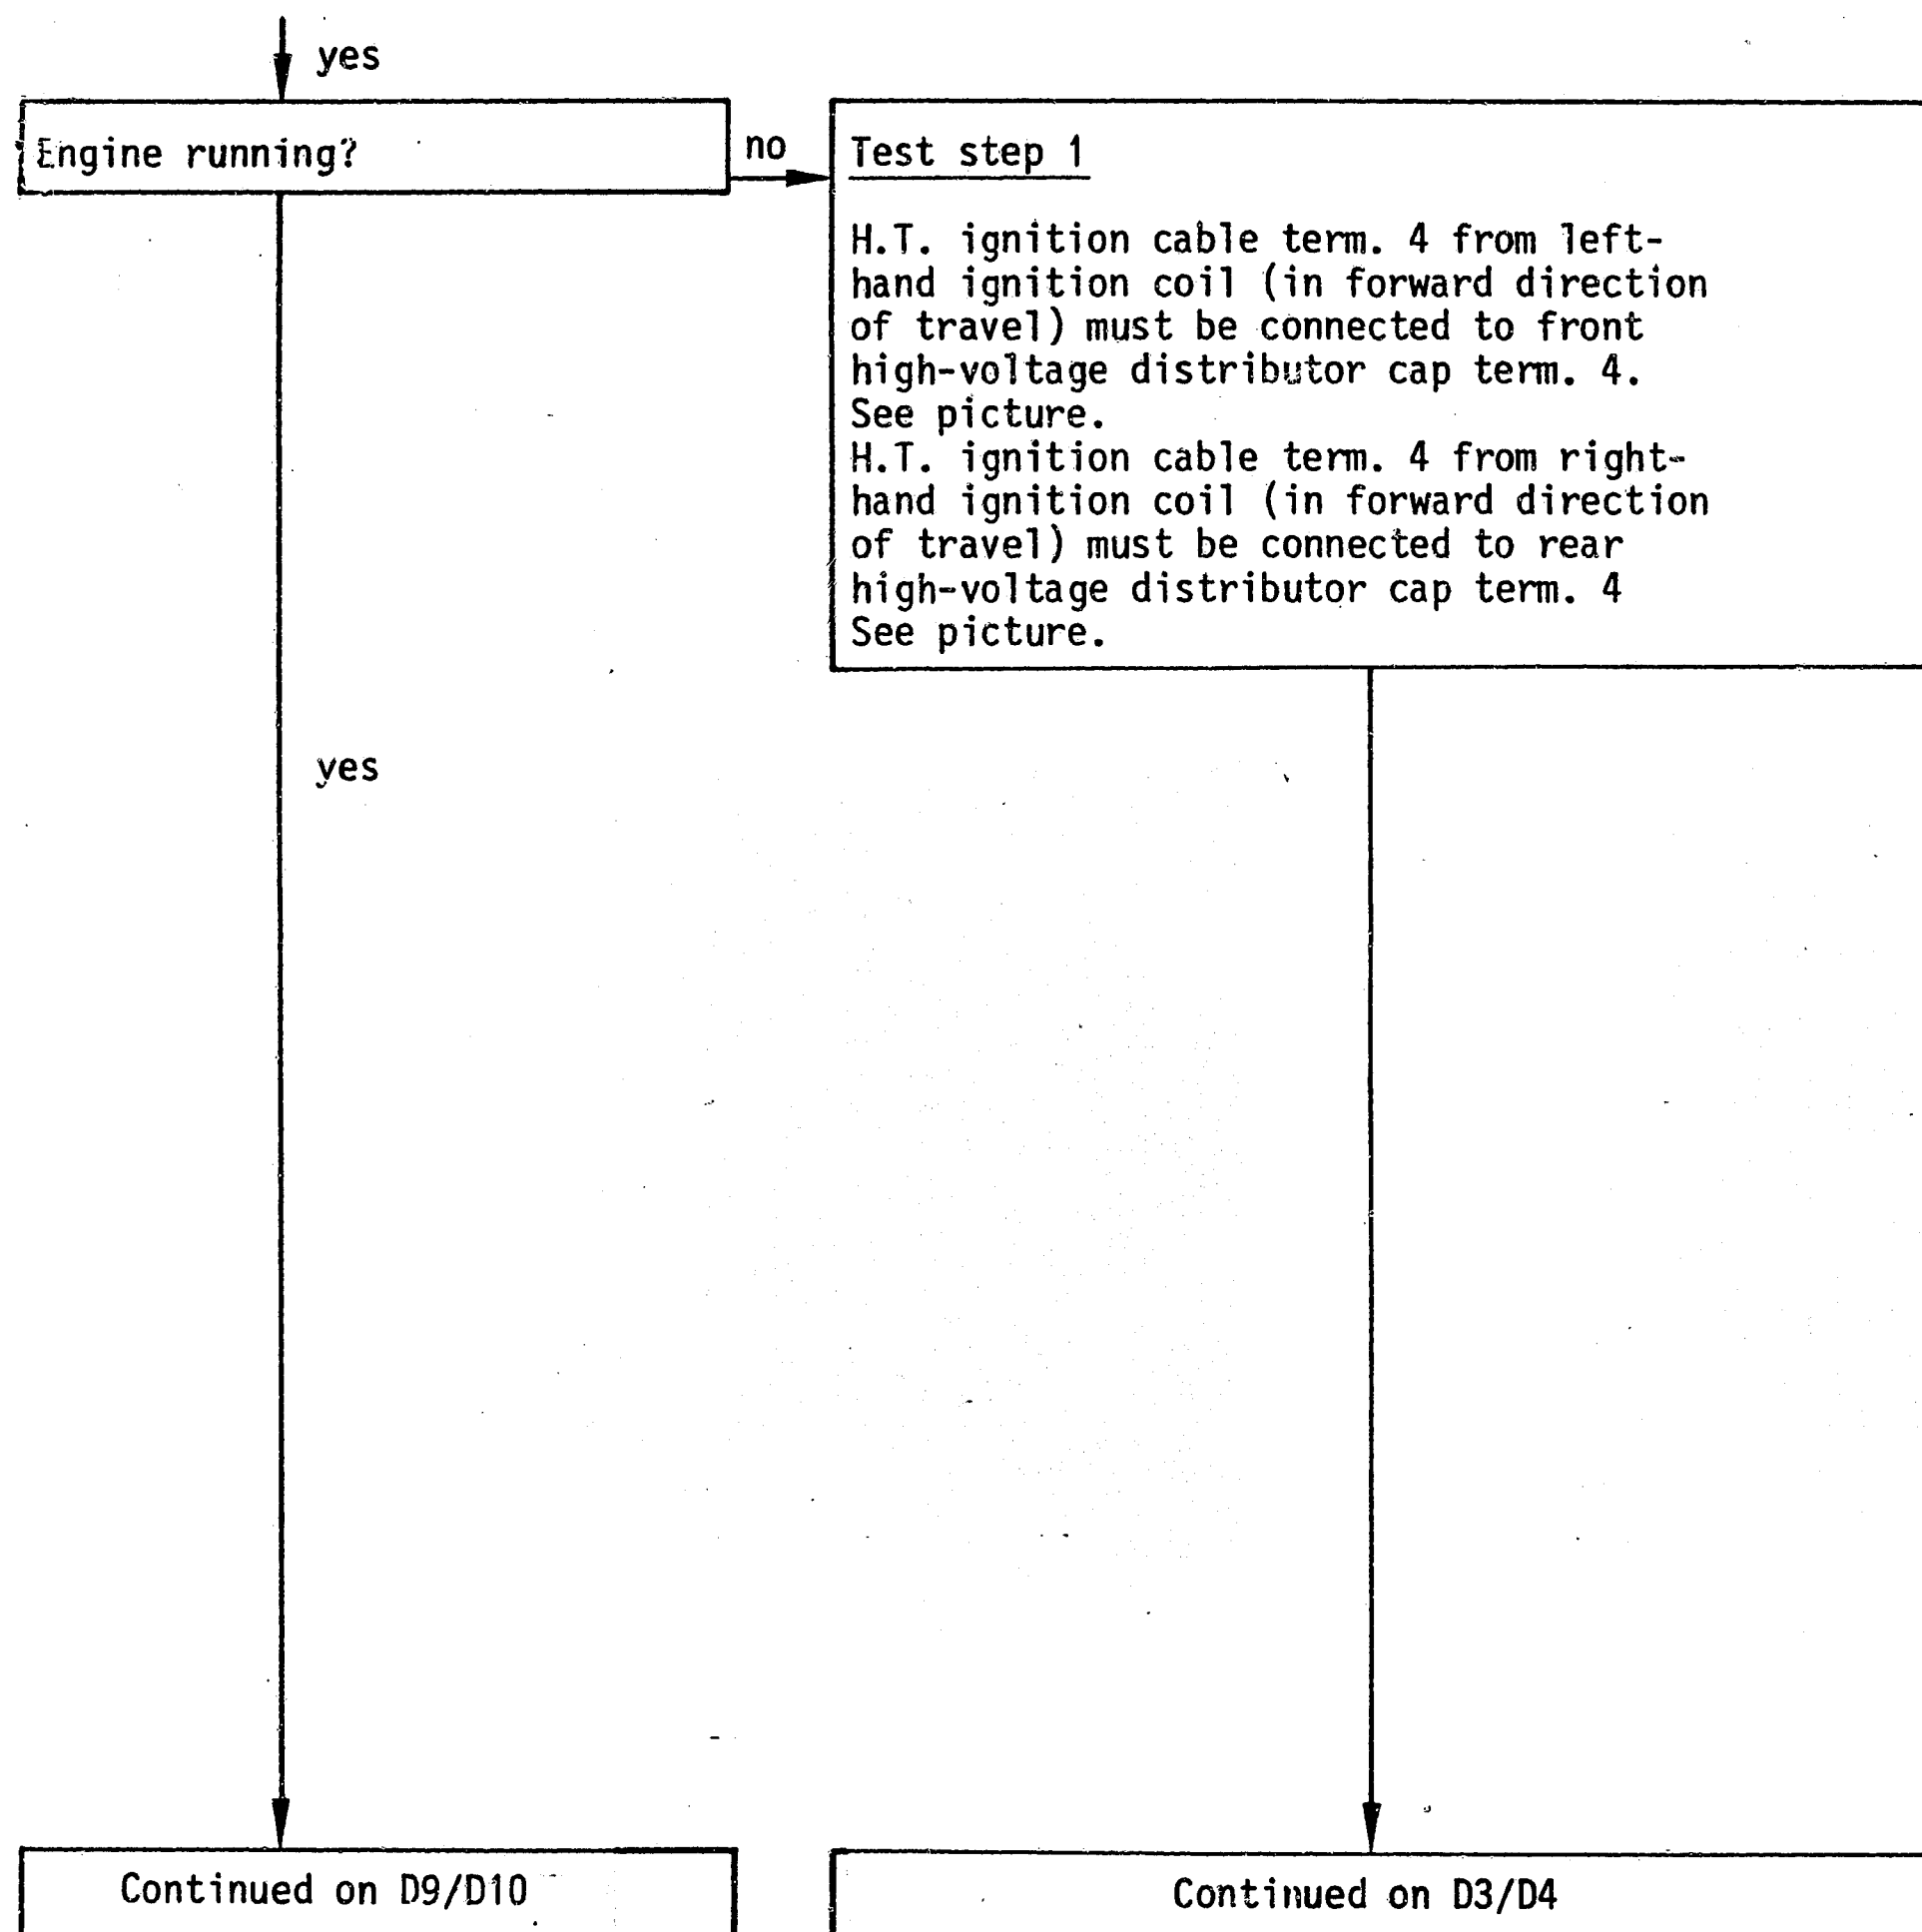 yes
Engine running?
no
Test step 1
H.T. ignition cable term. 4 from left-
hand ignition coil (in forward direction
of travel) must be connected to front
high-voltage distributor cap term. 4.
See picture.
H.T. ignition cable term. 4 from right-
hand ignition coil (in forward direction
of travel) must be connected to rear
high-voltage distributor cap term. 4
See picture.
yes
Continued on D9/D10
Continued on D3/D4